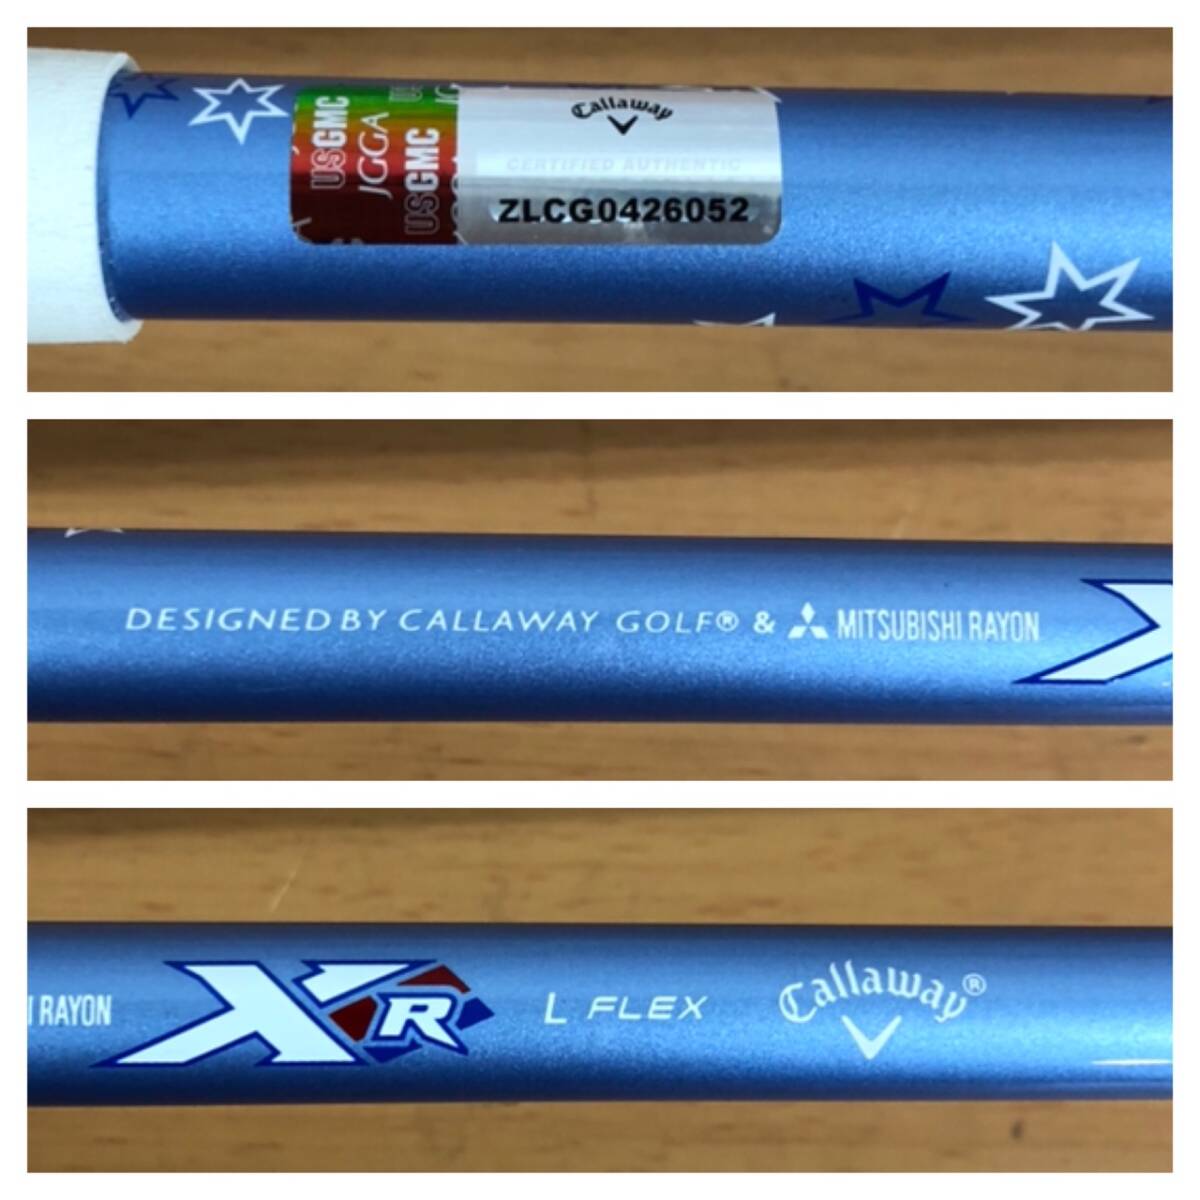 USGMC
JGGA
USGMC
Callaway
CERTIFIED AUTHENTIC
ZLCG0426052
DESIGNED BY CALLAWAY GOLF® & MITSUBISHI RAYON
X
I RAYON
XR
L FLEX
Callaway®